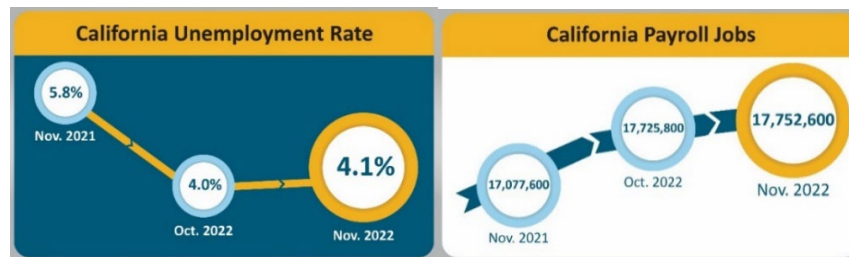 California Unemployment Rate
5.8%
Nov. 2021
4.0%
Oct. 2022
4.1%
Nov. 2022
California Payroll Jobs
17,077,600
Nov. 2021
17,725,800
Oct. 2022
17,752,600
Nov. 2022